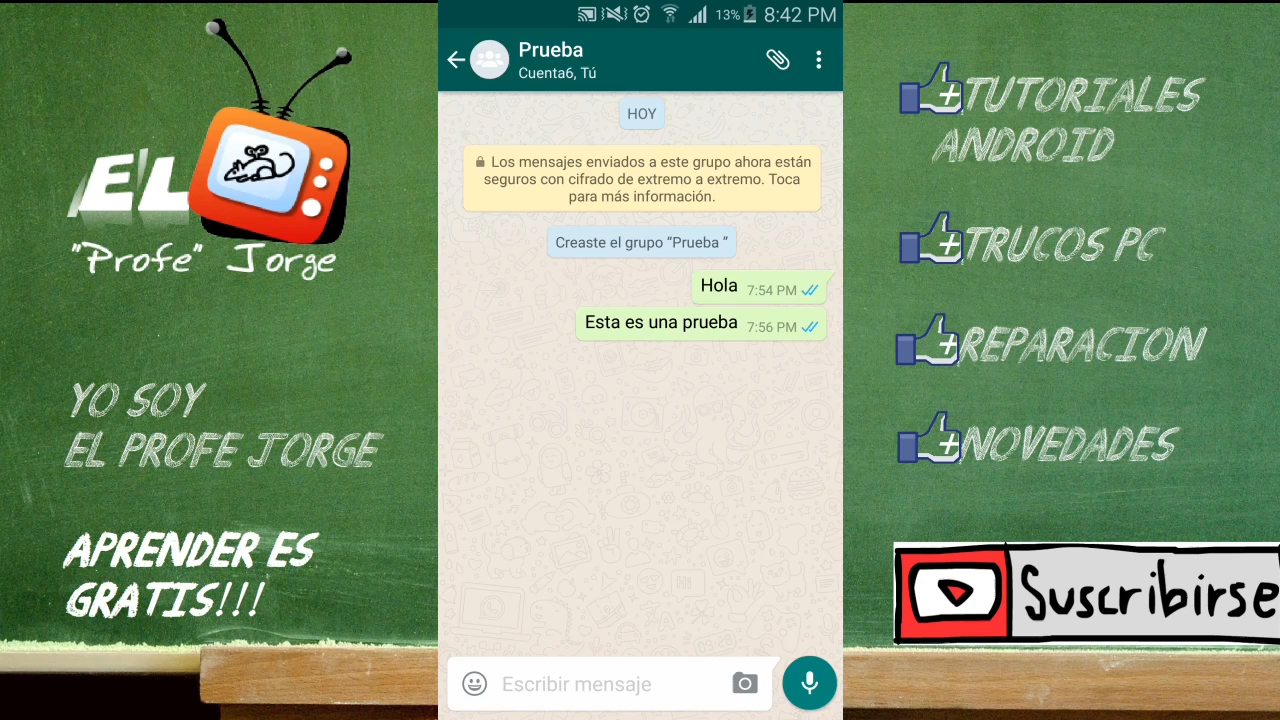 EL
"Profe" Jorge
YO SOY
EL PROFE JORGE
APRENDER ES
GRATIS!!!
13% 8:42 PM
Prueba
Cuenta6, Tú
HOY
Los mensajes enviados a este grupo ahora están
seguros con cifrado de extremo a extremo. Toca
para más información.
Creaste el grupo “Prueba ”
Hola 7:54 PM
Esta es una prueba 7:56 PM
Escribir mensaje
+TUTORIALES
ANDROID
+TRUCOS PC
+REPARACION
+NOVEDADES
Suscribirse